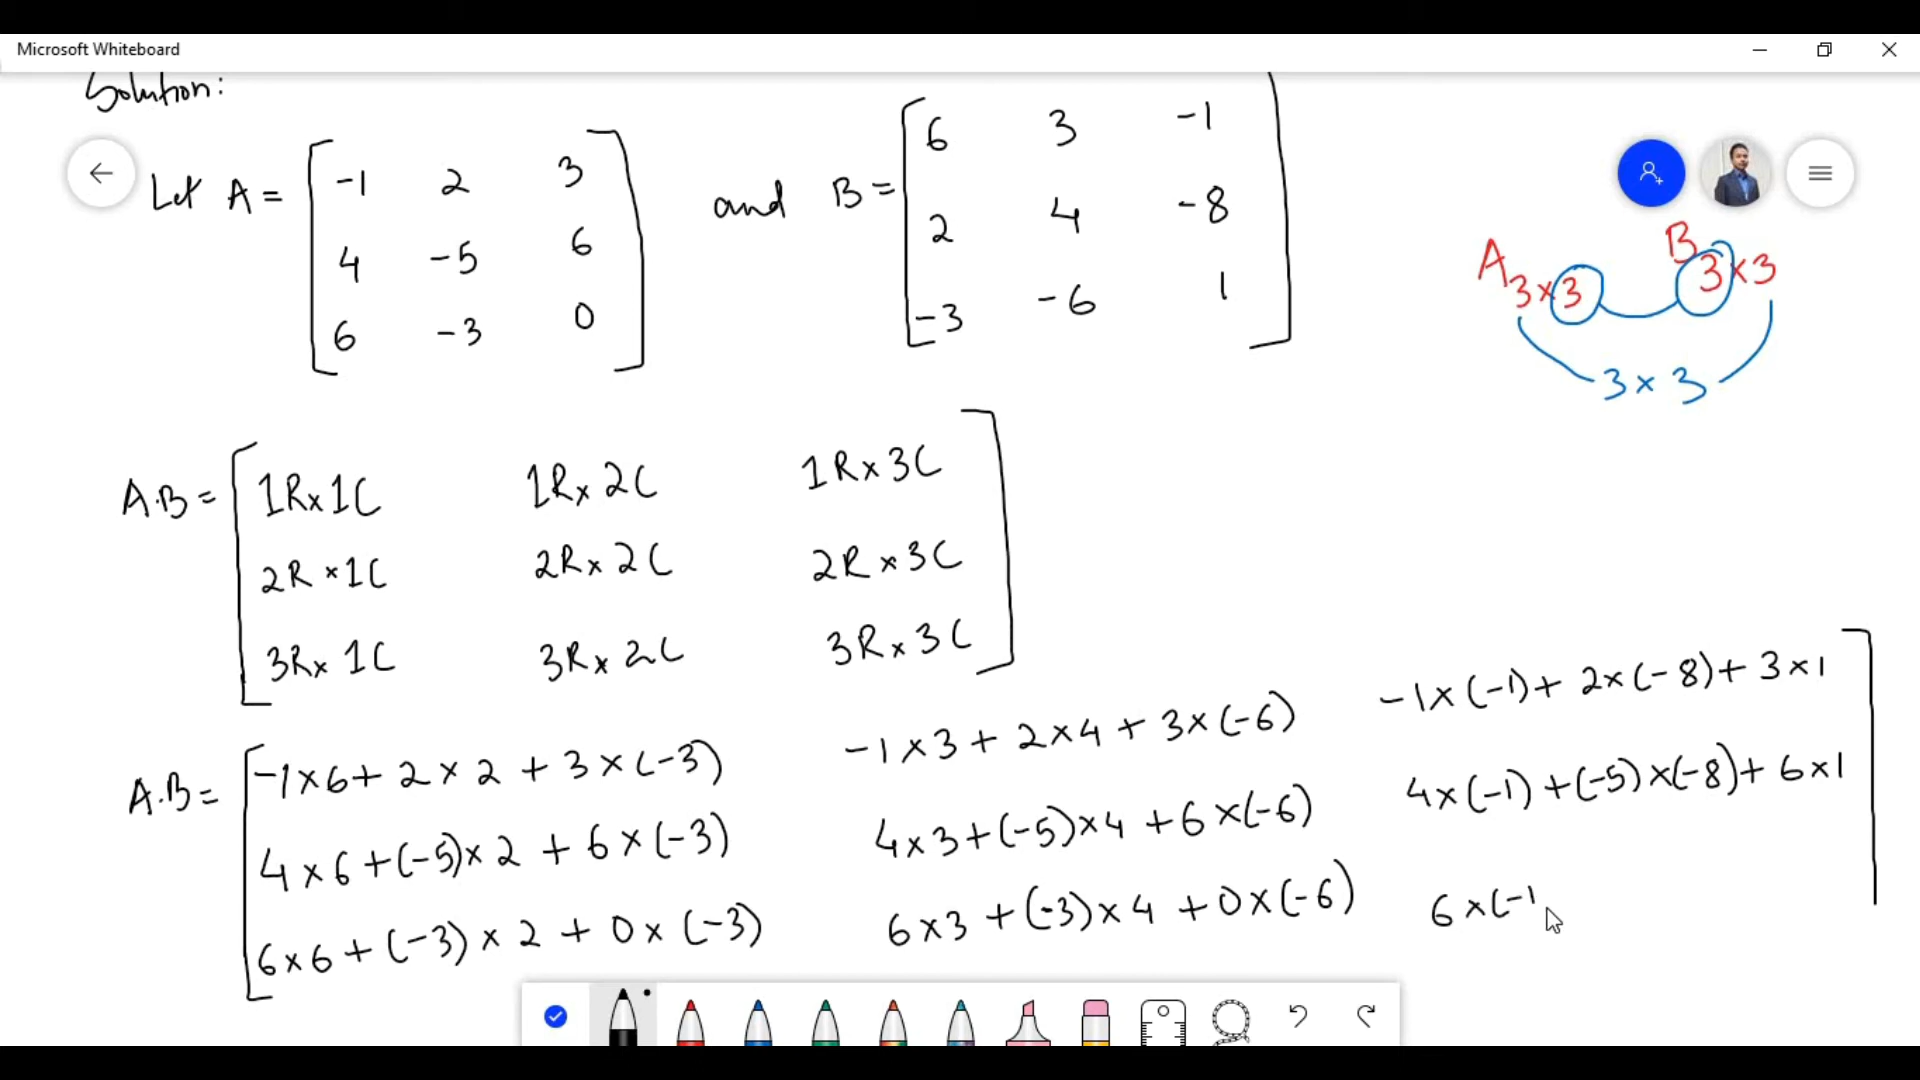 Microsoft Whiteboard
Solution:
Let A = [ -1 2 3
4 -5 6
6 -3 0 ]
and B = [ 6 3 -1
2 4 -8
-3 -6 1 ]
A 3×3 B 3×3
3×3
A.B = [ 1R×1C 1R×2C 1R×3C
2R×1C 2R×2C 2R×3C
3R×1C 3R×2C 3R×3C ]
A.B = [ -1×6+2×2+3×(-3) -1×3+2×4+3×(-6) -1×(-1)+2×(-8)+3×1
4×6+(-5)×2+6×(-3) 4×3+(-5)×4+6×(-6) 4×(-1)+(-5)×(-8)+6×1
6×6+(-3)×2+0×(-3) 6×3+(-3)×4+0×(-6) 6×(-1